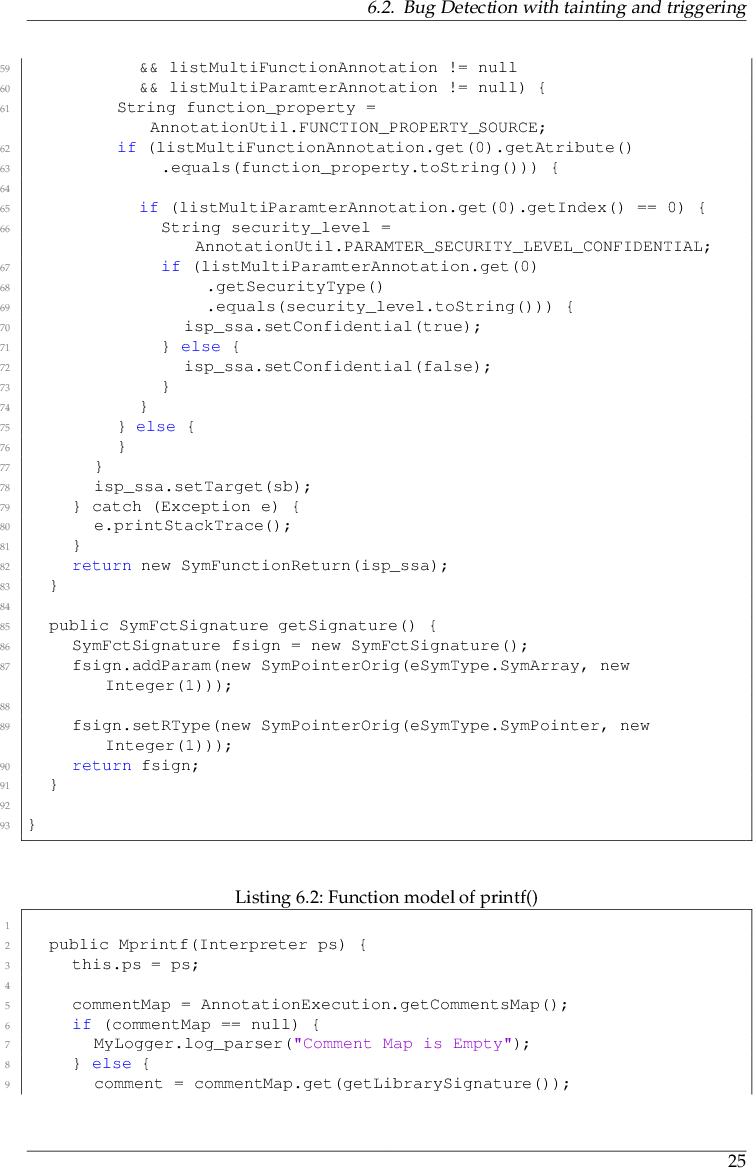 6.2. Bug Detection with tainting and triggering
59 && listMultiFunctionAnnotation != null
60 && listMultiParamterAnnotation != null) {
61 String function_property =
AnnotationUtil.FUNCTION_PROPERTY_SOURCE;
62 if (listMultiFunctionAnnotation.get(0).getAtribute()
63 .equals(function_property.toString())) {
64
65 if (listMultiParamterAnnotation.get(0).getIndex() == 0) {
66 String security_level =
AnnotationUtil.PARAMTER_SECURITY_LEVEL_CONFIDENTIAL;
67 if (listMultiParamterAnnotation.get(0)
68 .getSecurityType()
69 .equals(security_level.toString())) {
70 isp_ssa.setConfidential(true);
71 } else {
72 isp_ssa.setConfidential(false);
73 }
74 }
75 } else {
76 }
77 }
78 isp_ssa.setTarget(sb);
79 } catch (Exception e) {
80 e.printStackTrace();
81 }
82 return new SymFunctionReturn(isp_ssa);
83 }
84
85 public SymFctSignature getSignature() {
86 SymFctSignature fsign = new SymFctSignature();
87 fsign.addParam(new SymPointerOrig(eSymType.SymArray, new
Integer(1)));
88
89 fsign.setRType(new SymPointerOrig(eSymType.SymPointer, new
Integer(1)));
90 return fsign;
91 }
92
93 }
Listing 6.2: Function model of printf()
1
2 public Mprintf(Interpreter ps) {
3 this.ps = ps;
4
5 commentMap = AnnotationExecution.getCommentsMap();
6 if (commentMap == null) {
7 MyLogger.log_parser("Comment Map is Empty");
8 } else {
9 comment = commentMap.get(getLibrarySignature());
25